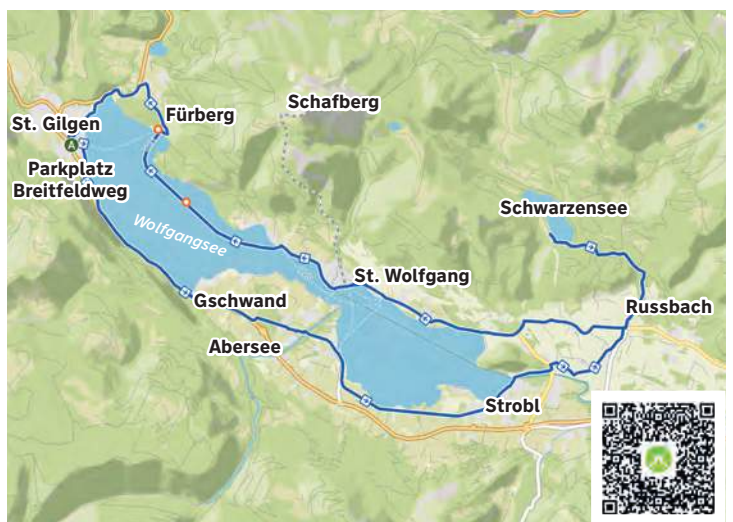 Fürberg
Schafberg
St. Gilgen
A
Parkplatz
Breitfeldweg
Schwarzensee
Wolfgangsee
St. Wolfgang
Gschwand
Russbach
Abersee
Strobl